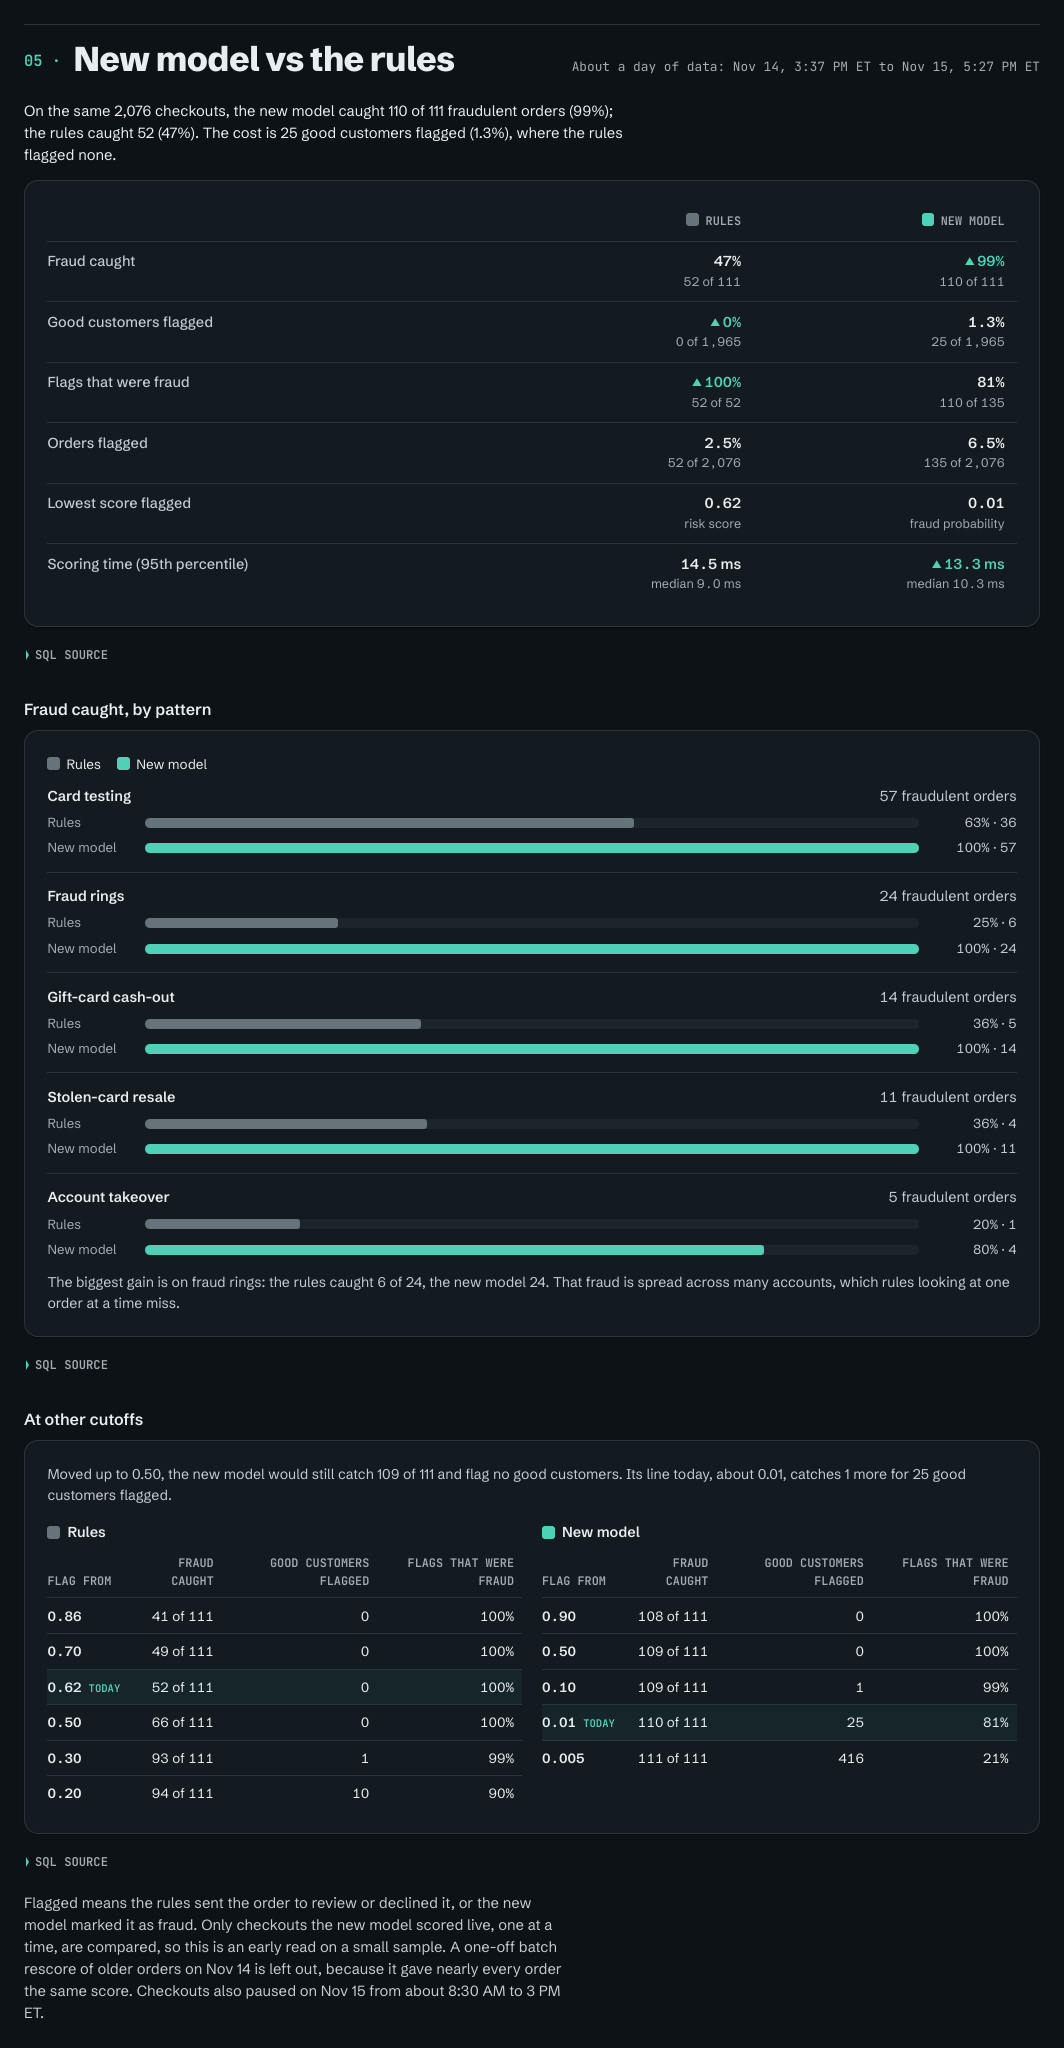 05 · New model vs the rules
About a day of data: Nov 14, 3:37 PM ET to Nov 15, 5:27 PM ET
On the same 2,076 checkouts, the new model caught 110 of 111 fraudulent orders (99%);
the rules caught 52 (47%). The cost is 25 good customers flagged (1.3%), where the rules
flagged none.
RULES NEW MODEL
Fraud caught 47% ▲99%
52 of 111 110 of 111
Good customers flagged ▲0% 1.3%
0 of 1,965 25 of 1,965
Flags that were fraud ▲100% 81%
52 of 52 110 of 135
Orders flagged 2.5% 6.5%
52 of 2,076 135 of 2,076
Lowest score flagged 0.62 0.01
risk score fraud probability
Scoring time (95th percentile) 14.5 ms ▲13.3 ms
median 9.0 ms median 10.3 ms
SQL SOURCE
Fraud caught, by pattern
Rules New model
Card testing 57 fraudulent orders
Rules 63% · 36
New model 100% · 57
Fraud rings 24 fraudulent orders
Rules 25% · 6
New model 100% · 24
Gift-card cash-out 14 fraudulent orders
Rules 36% · 5
New model 100% · 14
Stolen-card resale 11 fraudulent orders
Rules 36% · 4
New model 100% · 11
Account takeover 5 fraudulent orders
Rules 20% · 1
New model 80% · 4
The biggest gain is on fraud rings: the rules caught 6 of 24, the new model 24. That fraud is spread across many accounts, which rules looking at one
order at a time miss.
SQL SOURCE
At other cutoffs
Moved up to 0.50, the new model would still catch 109 of 111 and flag no good customers. Its line today, about 0.01, catches 1 more for 25 good
customers flagged.
Rules
FLAG FROM FRAUD CAUGHT GOOD CUSTOMERS FLAGGED FLAGS THAT WERE FRAUD
0.86 41 of 111 0 100%
0.70 49 of 111 0 100%
0.62 TODAY 52 of 111 0 100%
0.50 66 of 111 0 100%
0.30 93 of 111 1 99%
0.20 94 of 111 10 90%
New model
FLAG FROM FRAUD CAUGHT GOOD CUSTOMERS FLAGGED FLAGS THAT WERE FRAUD
0.90 108 of 111 0 100%
0.50 109 of 111 0 100%
0.10 109 of 111 1 99%
0.01 TODAY 110 of 111 25 81%
0.005 111 of 111 416 21%
SQL SOURCE
Flagged means the rules sent the order to review or declined it, or the new
model marked it as fraud. Only checkouts the new model scored live, one at a
time, are compared, so this is an early read on a small sample. A one-off batch
rescore of older orders on Nov 14 is left out, because it gave nearly every order
the same score. Checkouts also paused on Nov 15 from about 8:30 AM to 3 PM
ET.